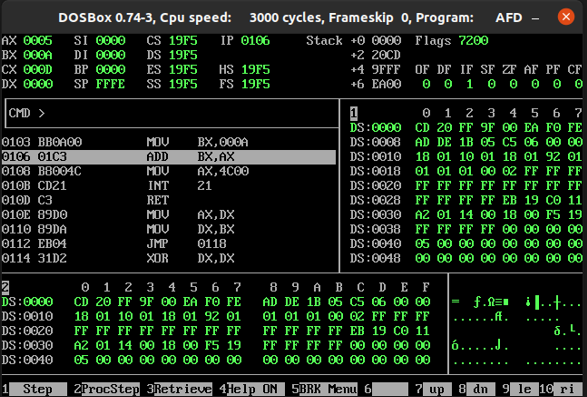 DOSBox 0.74-3, Cpu speed: 3000 cycles, Frameskip 0, Program: AFD
AX 0005 SI 0000 CS 19F5 IP 0106 Stack +0 0000 Flags 7200
BX 000A DI 0000 DS 19F5 +2 20CD
CX 000D BP 0000 ES 19F5 HS 19F5 +4 9FFF OF DF IF SF ZF AF PF CF
DX 0000 SP FFFE SS 19F5 FS 19F5 +6 EA00 0 0 1 0 0 0 0 0
CMD >
0103 BB0A00 MOV BX,000A
0106 01C3 ADD BX,AX
0108 B8004C MOV AX,4C00
010B CD21 INT 21
010D C3 RET
010E 89D0 MOV AX,DX
0110 89DA MOV DX,BX
0112 EB04 JMP 0118
0114 31D2 XOR DX,DX
1 0 1 2 3 4 5 6 7
DS:0000 CD 20 FF 9F 00 EA F0 FE
DS:0008 AD DE 1B 05 C5 06 00 00
DS:0010 18 01 10 01 18 01 92 01
DS:0018 01 01 01 00 02 FF FF FF
DS:0020 FF FF FF FF FF FF FF FF
DS:0028 FF FF FF FF EB 19 C0 11
DS:0030 A2 01 14 00 18 00 F5 19
DS:0038 FF FF FF FF 00 00 00 00
DS:0040 05 00 00 00 00 00 00 00
DS:0048 00 00 00 00 00 00 00 00
2 0 1 2 3 4 5 6 7 8 9 A B C D E F
DS:0000 CD 20 FF 9F 00 EA F0 FE AD DE 1B 05 C5 06 00 00
DS:0010 18 01 10 01 18 01 92 01 01 01 01 00 02 FF FF FF
DS:0020 FF FF FF FF FF FF FF FF FF FF FF FF EB 19 C0 11
DS:0030 A2 01 14 00 18 00 F5 19 FF FF FF FF 00 00 00 00
DS:0040 05 00 00 00 00 00 00 00 00 00 00 00 00 00 00 00
1 Step 2 ProcStep 3 Retrieve 4 Help ON 5 BRK Menu 6 7 up 8 dn 9 le 10 ri